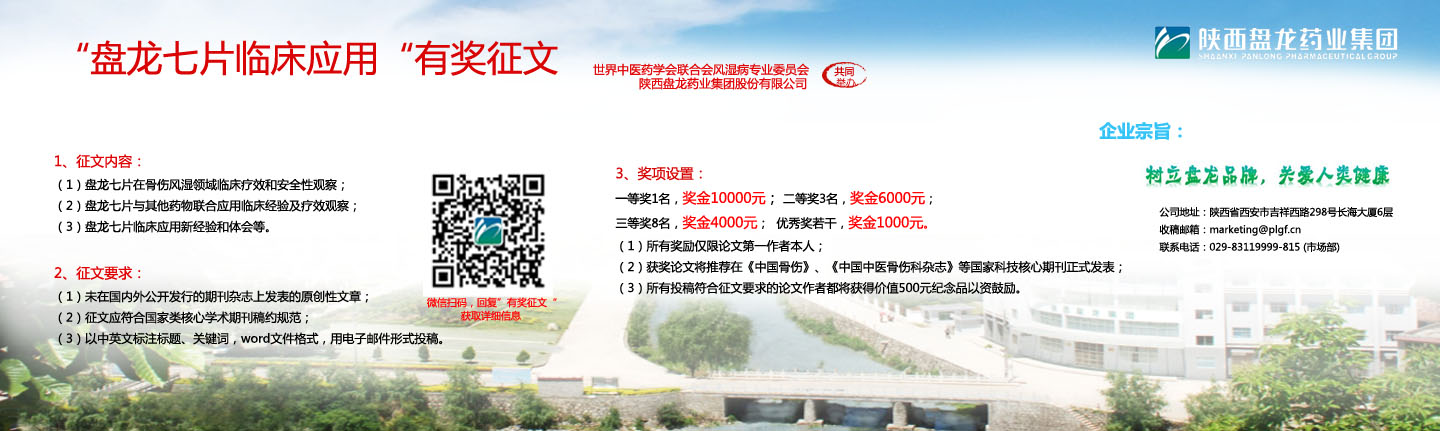 “盘龙七片临床应用“有奖征文
世界中医药学会联合会风湿病专业委员会
陕西盘龙药业集团股份有限公司
共同
举办
陕西盘龙药业集团
SHAANXI PANLONG PHARMACEUTICAL GROUP
1、征文内容：
（1）盘龙七片在骨伤风湿领域临床疗效和安全性观察；
（2）盘龙七片与其他药物联合应用临床经验及疗效观察；
（3）盘龙七片临床应用新经验和体会等。
2、征文要求：
（1）未在国内外公开发行的期刊杂志上发表的原创性文章；
（2）征文应符合国家类核心学术期刊稿约规范；
（3）以中英文标注标题、关键词，word文件格式，用电子邮件形式投稿。
微信扫码，回复”有奖征文“
获取详细信息
3、奖项设置：
一等奖1名，奖金10000元； 二等奖3名，奖金6000元；
三等奖8名，奖金4000元； 优秀奖若干，奖金1000元。
（1）所有奖励仅限论文第一作者本人；
（2）获奖论文将推荐在《中国骨伤》、《中国中医骨伤科杂志》等国家科技核心期刊正式发表；
（3）所有投稿符合征文要求的论文作者都将获得价值500元纪念品以资鼓励。
企业宗旨：
树立盘龙品牌，关爱人类健康
公司地址：陕西省西安市吉祥西路298号长海大厦6层
收稿邮箱：marketing@plgf.cn
联系电话：029-83119999-815 (市场部)